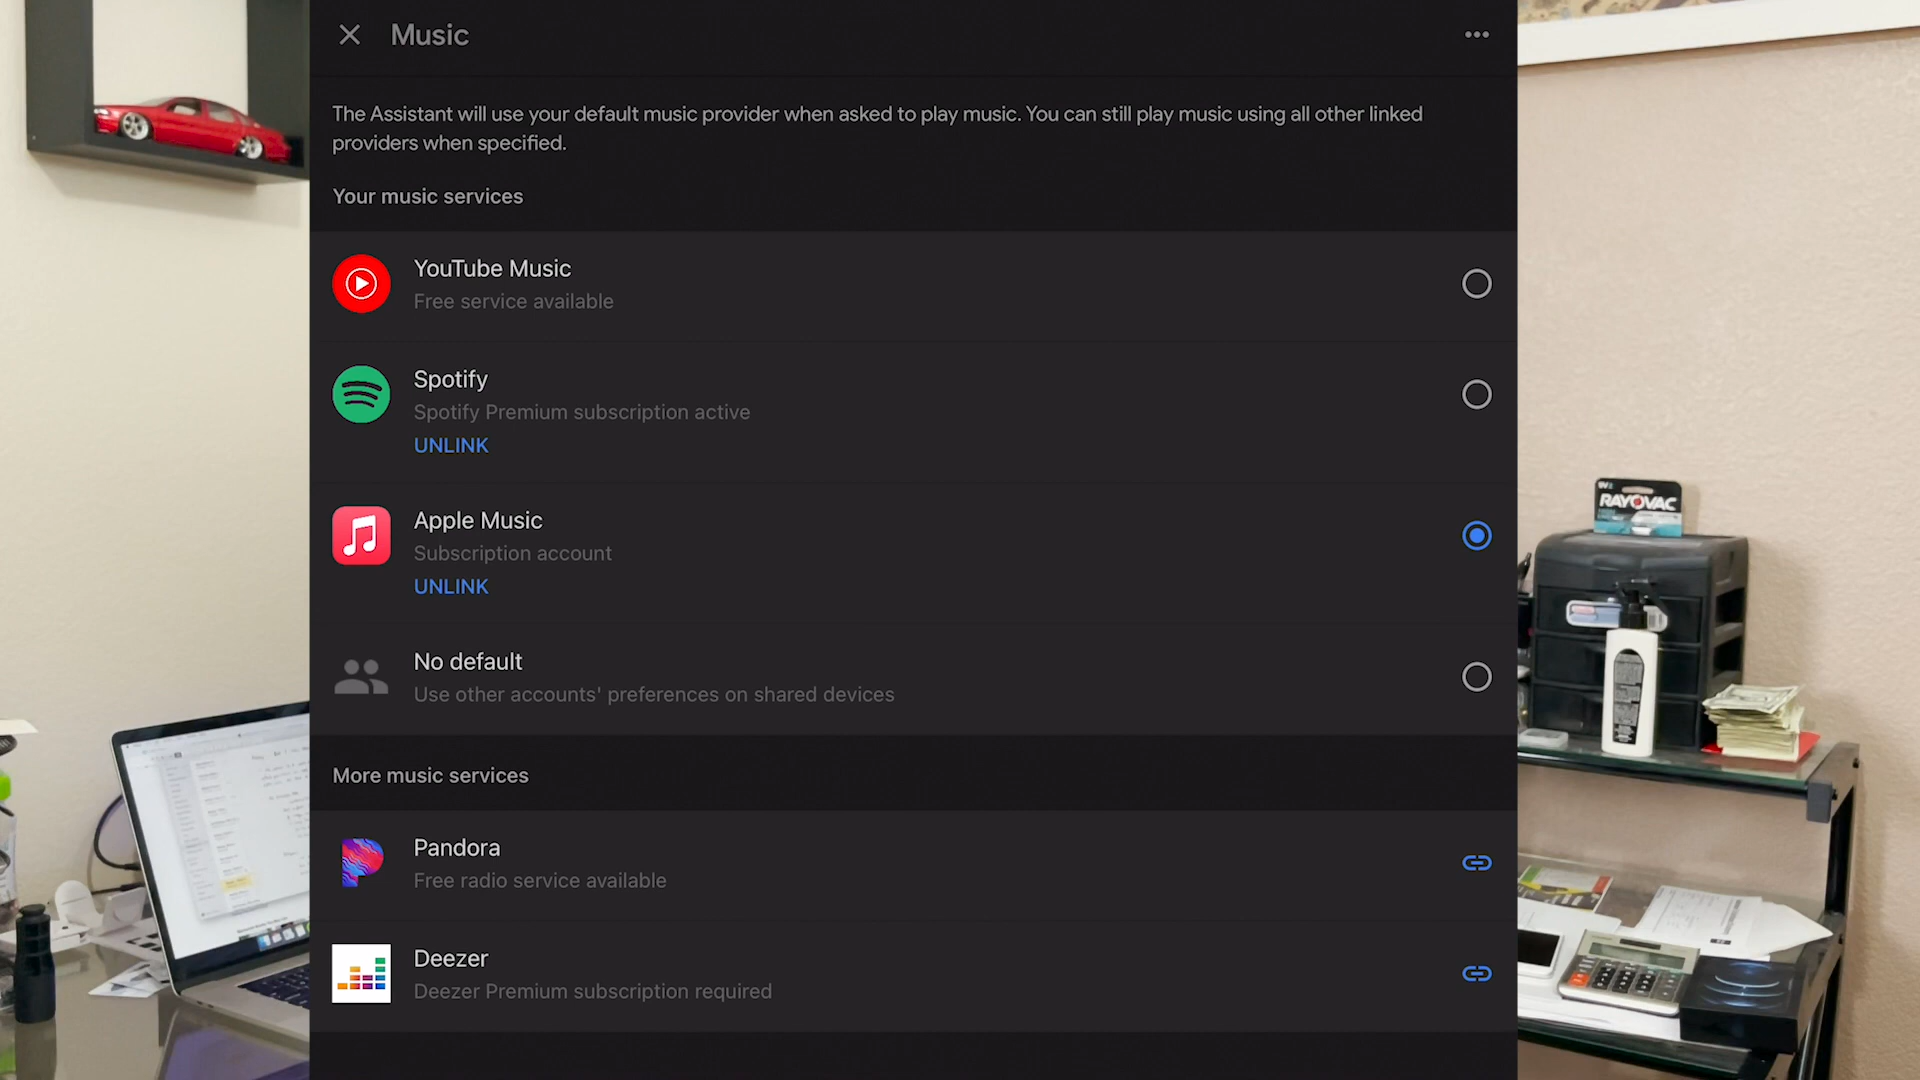 Music
The Assistant will use your default music provider when asked to play music. You can still play music using all other linked
providers when specified.
Your music services
YouTube Music
Free service available
Spotify
Spotify Premium subscription active
UNLINK
Apple Music
Subscription account
UNLINK
No default
Use other accounts' preferences on shared devices
More music services
Pandora
Free radio service available
Deezer
Deezer Premium subscription required
RAYOVAC